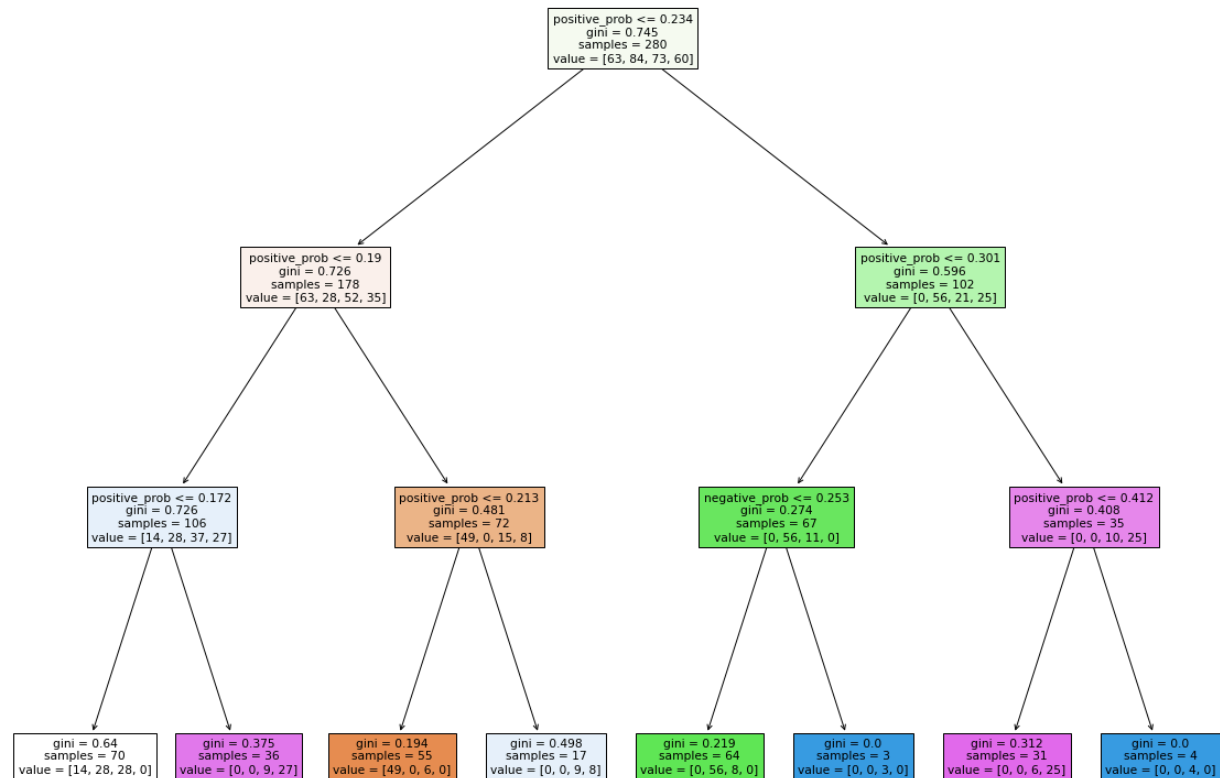 positive_prob <= 0.234
gini = 0.745
samples = 280
value = [63, 84, 73, 60]
positive_prob <= 0.19
gini = 0.726
samples = 178
value = [63, 28, 52, 35]
positive_prob <= 0.301
gini = 0.596
samples = 102
value = [0, 56, 21, 25]
positive_prob <= 0.172
gini = 0.726
samples = 106
value = [14, 28, 37, 27]
positive_prob <= 0.213
gini = 0.481
samples = 72
value = [49, 0, 15, 8]
negative_prob <= 0.253
gini = 0.274
samples = 67
value = [0, 56, 11, 0]
positive_prob <= 0.412
gini = 0.408
samples = 35
value = [0, 0, 10, 25]
gini = 0.64
samples = 70
value = [14, 28, 28, 0]
gini = 0.375
samples = 36
value = [0, 0, 9, 27]
gini = 0.194
samples = 55
value = [49, 0, 6, 0]
gini = 0.498
samples = 17
value = [0, 0, 9, 8]
gini = 0.219
samples = 64
value = [0, 56, 8, 0]
gini = 0.0
samples = 3
value = [0, 0, 3, 0]
gini = 0.312
samples = 31
value = [0, 0, 6, 25]
gini = 0.0
samples = 4
value = [0, 0, 4, 0]